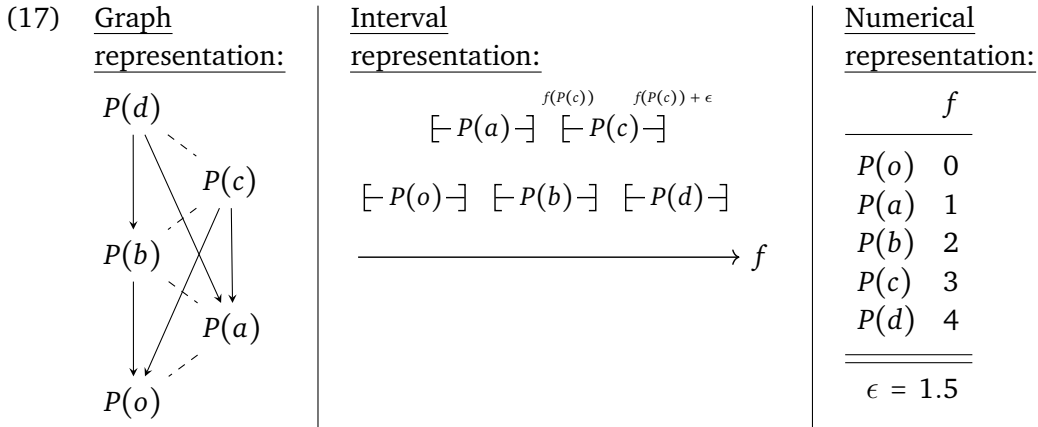 (17) Graph representation:
P(d)
P(c)
P(b)
P(a)
P(o)
Interval representation:
f(P(c)) f(P(c)) + ϵ
[– P(a) –] [– P(c) –]
[– P(o) –] [– P(b) –] [– P(d) –]
f
Numerical representation:
f
P(o) 0
P(a) 1
P(b) 2
P(c) 3
P(d) 4
ϵ = 1.5